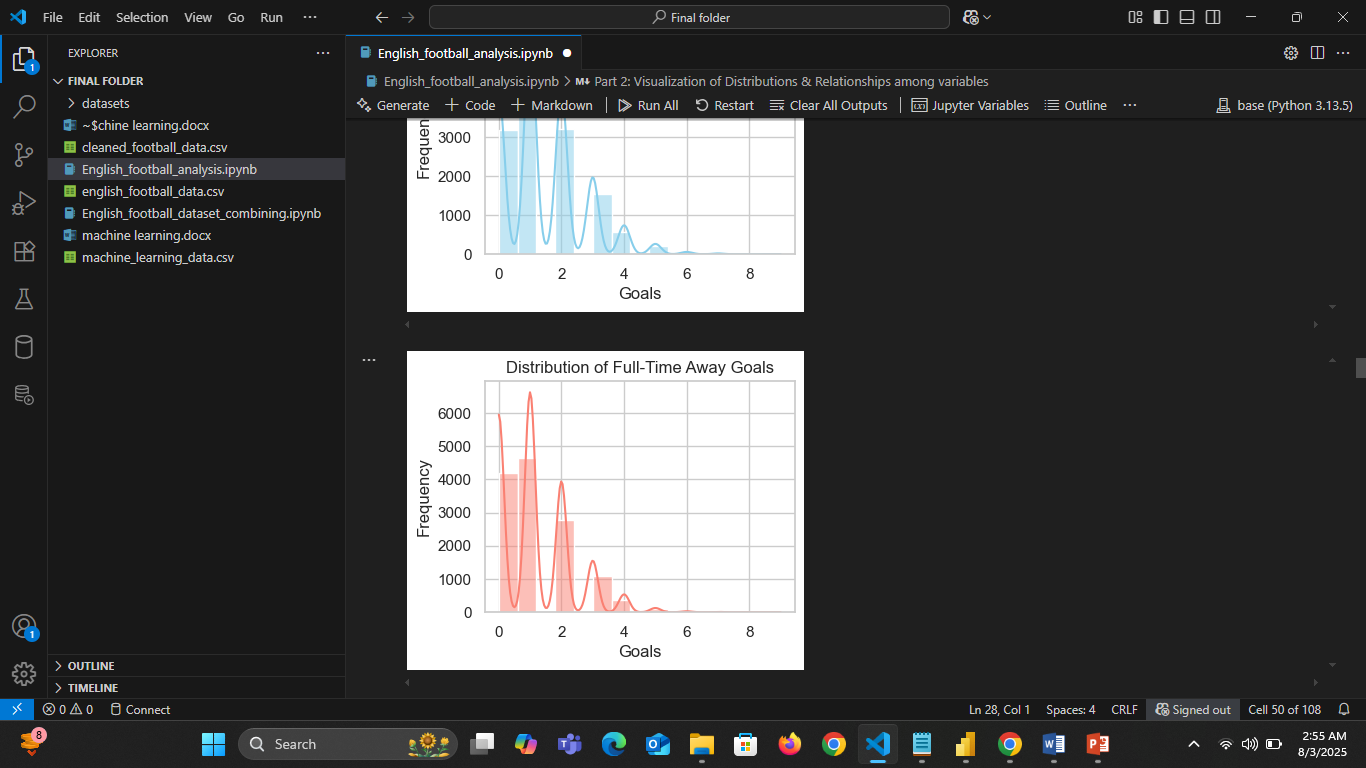 File Edit Selection View Go Run ···
Final folder
EXPLORER ···
FINAL FOLDER
datasets
~$chine learning.docx
cleaned_football_data.csv
English_football_analysis.ipynb
english_football_data.csv
English_football_dataset_combining.ipynb
machine learning.docx
machine_learning_data.csv
OUTLINE
TIMELINE
1
1
English_football_analysis.ipynb
English_football_analysis.ipynb > M↓ Part 2: Visualization of Distributions & Relationships among variables
Generate + Code + Markdown Run All Restart Clear All Outputs Jupyter Variables Outline ··· base (Python 3.13.5)
Frequen
3000
2000
1000
0
0 2 4 6 8
Goals
···
Distribution of Full-Time Away Goals
Frequency
6000
5000
4000
3000
2000
1000
0
0 2 4 6 8
Goals
0 0 Connect Ln 28, Col 1 Spaces: 4 CRLF Signed out Cell 50 of 108
8
Search
2:55 AM
8/3/2025